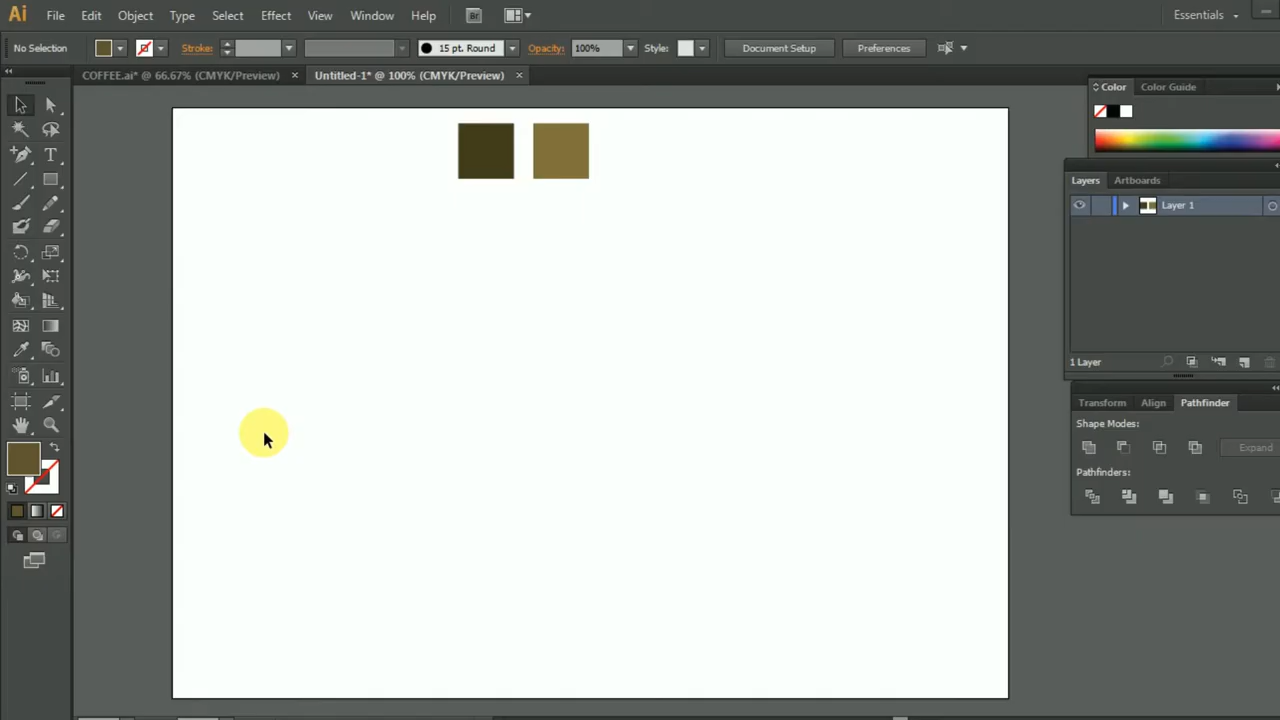 Ai File Edit Object Type Select Effect View Window Help Br Essentials
No Selection Stroke: 15 pt. Round Opacity: 100% Style: Document Setup Preferences
COFFEE.ai* @ 66.67% (CMYK/Preview) × Untitled-1* @ 100% (CMYK/Preview) ×
Color Color Guide
Layers Artboards
Layer 1
1 Layer
Transform Align Pathfinder
Shape Modes:
Expand
Pathfinders: